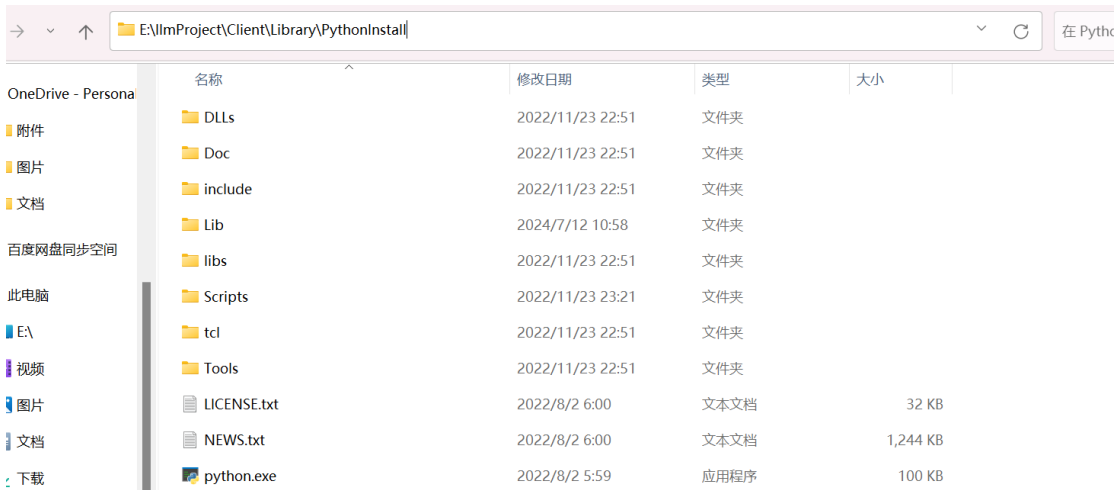 E:\llmProject\Client\Library\PythonInstall
在 Pytho
名称 修改日期 类型 大小
OneDrive - Persona
附件
图片
文档
百度网盘同步空间
此电脑
E:\
视频
图片
文档
下载
DLLs 2022/11/23 22:51 文件夹
Doc 2022/11/23 22:51 文件夹
include 2022/11/23 22:51 文件夹
Lib 2024/7/12 10:58 文件夹
libs 2022/11/23 22:51 文件夹
Scripts 2022/11/23 23:21 文件夹
tcl 2022/11/23 22:51 文件夹
Tools 2022/11/23 22:51 文件夹
LICENSE.txt 2022/8/2 6:00 文本文档 32 KB
NEWS.txt 2022/8/2 6:00 文本文档 1,244 KB
python.exe 2022/8/2 5:59 应用程序 100 KB